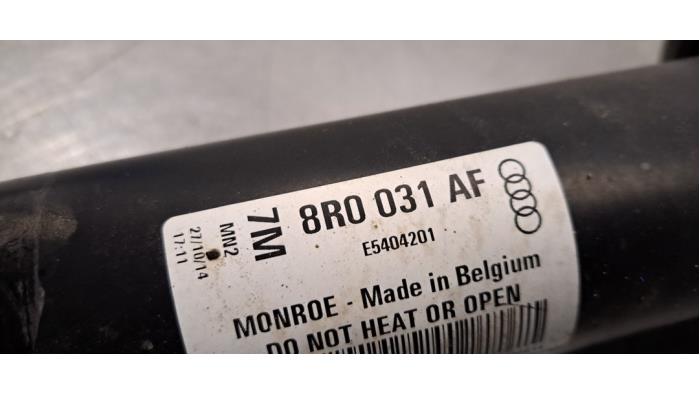 8R0 031 AF
E5404201
MONROE - Made in Belgium
DO NOT HEAT OR OPEN
7M
MN2
27/10/14
17:11